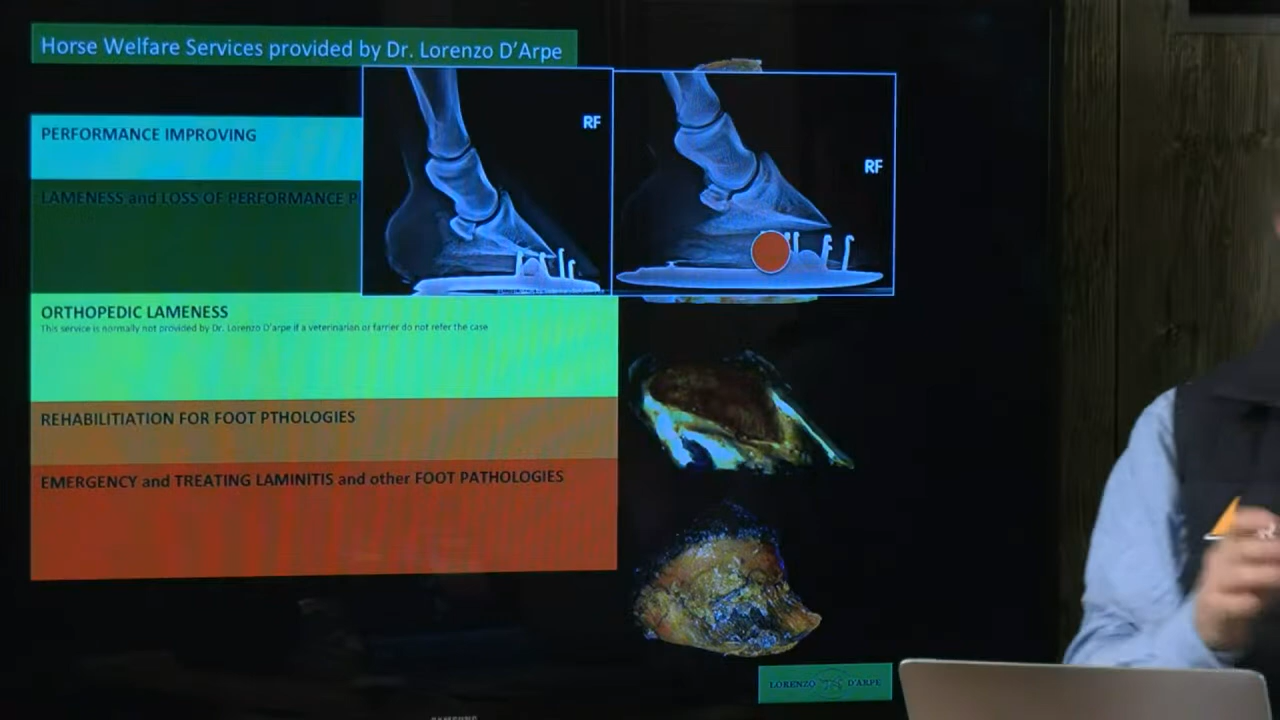 Horse Welfare Services provided by Dr. Lorenzo D'Arpe
RF
RF
PERFORMANCE IMPROVING
LAMENESS and LOSS OF PERFORMANCE P
ORTHOPEDIC LAMENESS
This service is normally not provided by Dr. Lorenzo D'arpe if a veterinarian or farrier do not refer the case
REHABILITIATION FOR FOOT PTHOLOGIES
EMERGENCY and TREATING LAMINITIS and other FOOT PATHOLOGIES
LORENZO D'ARPE
SAMSUNG